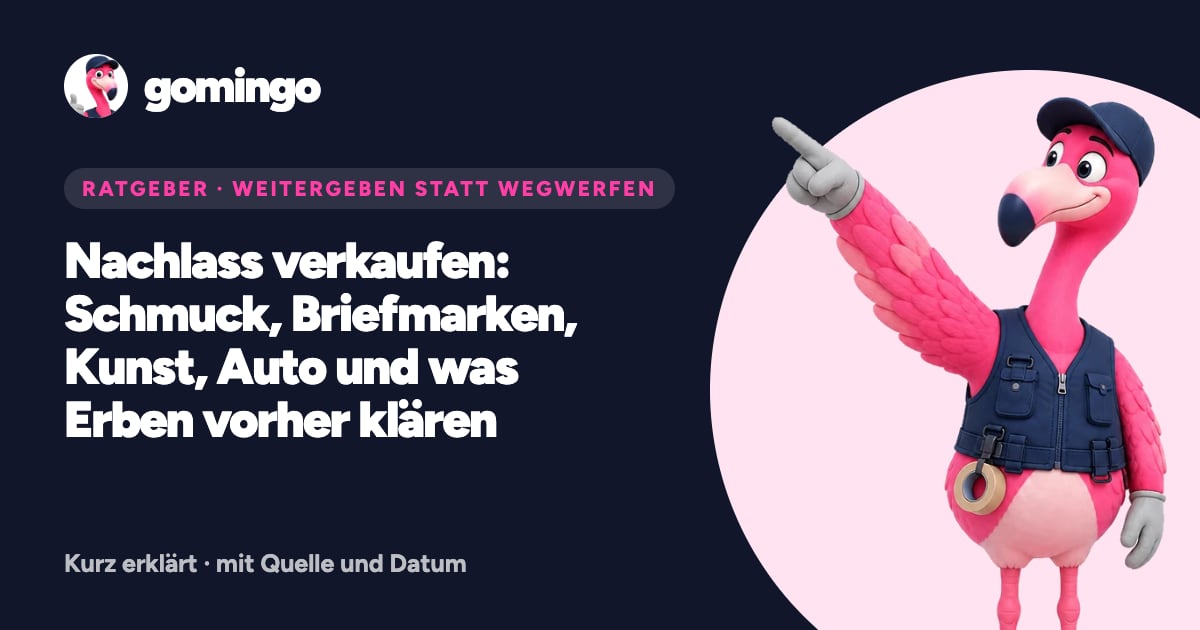 gomingo
RATGEBER · WEITERGEBEN STATT WEGWERFEN
Nachlass verkaufen:
Schmuck, Briefmarken,
Kunst, Auto und was
Erben vorher klären
Kurz erklärt · mit Quelle und Datum